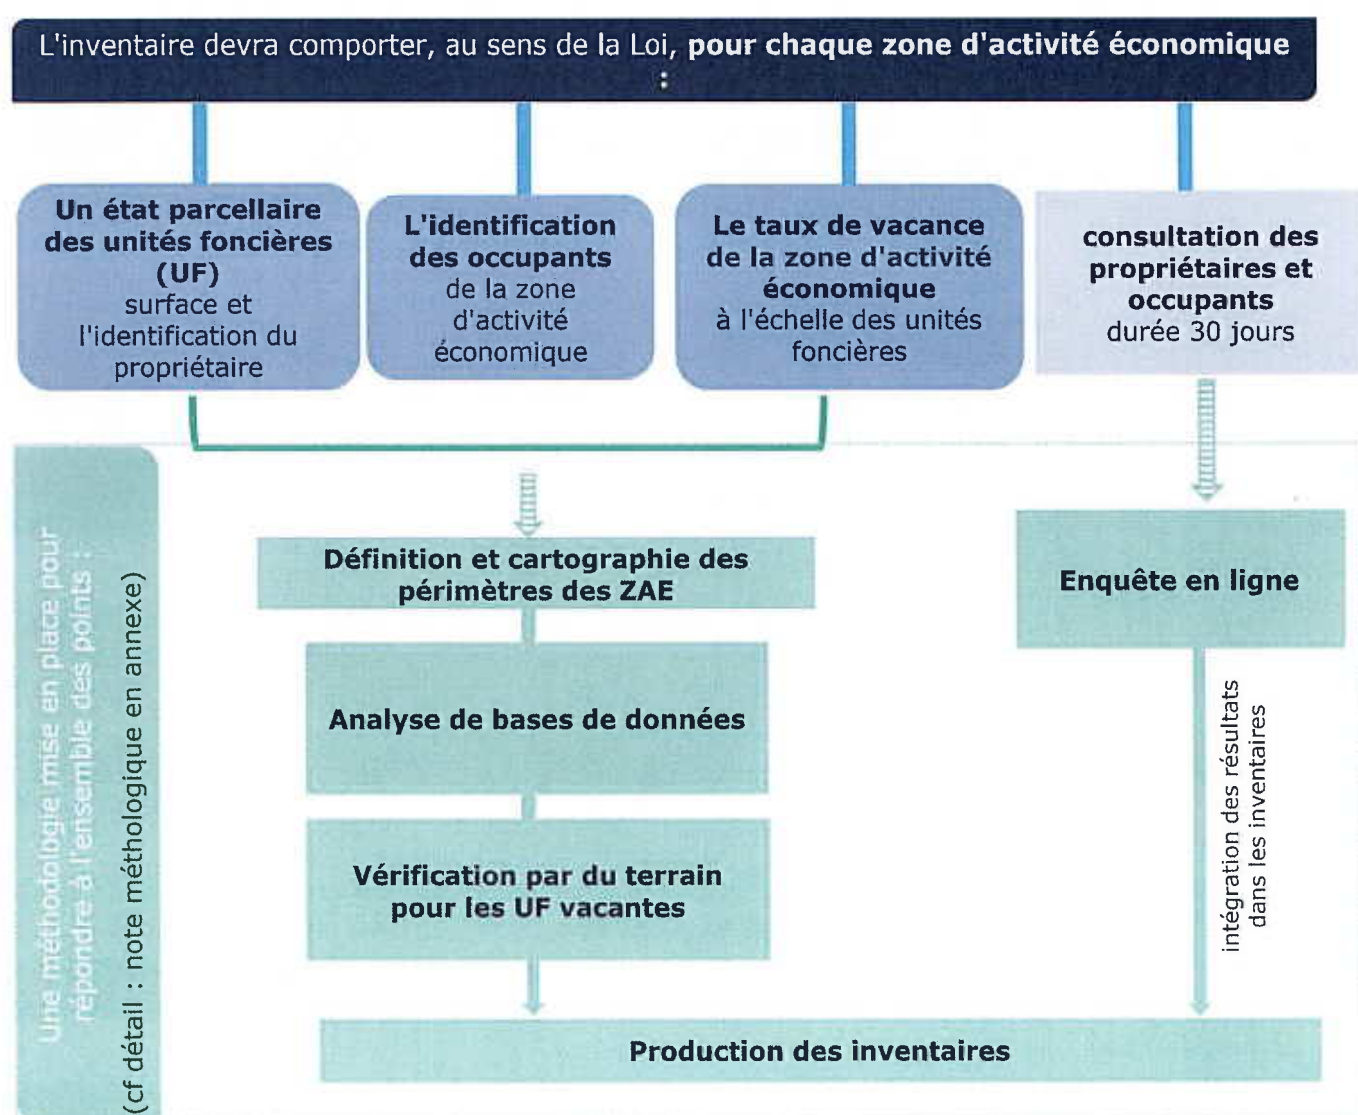 L'inventaire devra comporter, au sens de la Loi, pour chaque zone d'activité économique
:
Un état parcellaire
des unités foncières
(UF)
surface et
l'identification du
propriétaire
L'identification
des occupants
de la zone
d'activité
économique
Le taux de vacance
de la zone d'activité
économique
à l'échelle des unités
foncières
consultation des
propriétaires et
occupants
durée 30 jours
Une méthodologie mise en place pour
répondre à l'ensemble des points :
(cf détail : note méthologique en annexe)
Définition et cartographie des
périmètres des ZAE
Analyse de bases de données
Vérification par du terrain
pour les UF vacantes
Enquête en ligne
intégration des résultats
dans les inventaires
Production des inventaires